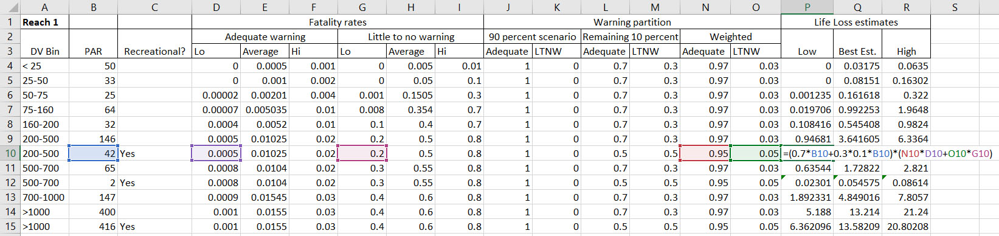 A B C D E F G H I J K L M N O P Q R S
1 Reach 1 Fatality rates Warning partition Life Loss estimates
2 Adequate warning Little to no warning 90 percent scenario Remaining 10 percent Weighted
3 DV Bin PAR Recreational? Lo Average Hi Lo Average Hi Adequate LTNW Adequate LTNW Adequate LTNW Low Best Est. High
4 < 25 50 0 0.0005 0.001 0 0.005 0.01 1 0 0.7 0.3 0.97 0.03 0 0.03175 0.0635
5 25-50 33 0 0.001 0.002 0 0.05 0.1 1 0 0.7 0.3 0.97 0.03 0 0.08151 0.16302
6 50-75 25 0.00002 0.00201 0.004 0.001 0.1505 0.3 1 0 0.7 0.3 0.97 0.03 0.001235 0.161618 0.322
7 75-160 64 0.00007 0.005035 0.01 0.008 0.354 0.7 1 0 0.7 0.3 0.97 0.03 0.019706 0.992253 1.9648
8 160-200 32 0.0004 0.0052 0.01 0.1 0.4 0.7 1 0 0.7 0.3 0.97 0.03 0.108416 0.545408 0.9824
9 200-500 146 0.0005 0.01025 0.02 0.2 0.5 0.8 1 0 0.7 0.3 0.97 0.03 0.94681 3.641605 6.3364
10 200-500 42 Yes 0.0005 0.01025 0.02 0.2 0.5 0.8 1 0 0.5 0.5 0.95 0.05 =(0.7*B10+0.3*0.1*B10)*(N10*D10+O10*G10)
11 500-700 65 0.0008 0.0104 0.02 0.3 0.55 0.8 1 0 0.7 0.3 0.97 0.03 0.63544 1.72822 2.821
12 500-700 2 Yes 0.0008 0.0104 0.02 0.3 0.55 0.8 1 0 0.5 0.5 0.95 0.05 0.02301 0.054575 0.08614
13 700-1000 147 0.0009 0.01545 0.03 0.4 0.6 0.8 1 0 0.7 0.3 0.97 0.03 1.892331 4.849016 7.8057
14 >1000 400 0.001 0.0155 0.03 0.4 0.6 0.8 1 0 0.7 0.3 0.97 0.03 5.188 13.214 21.24
15 >1000 416 Yes 0.001 0.0155 0.03 0.4 0.6 0.8 1 0 0.5 0.5 0.95 0.05 6.362096 13.58209 20.80208